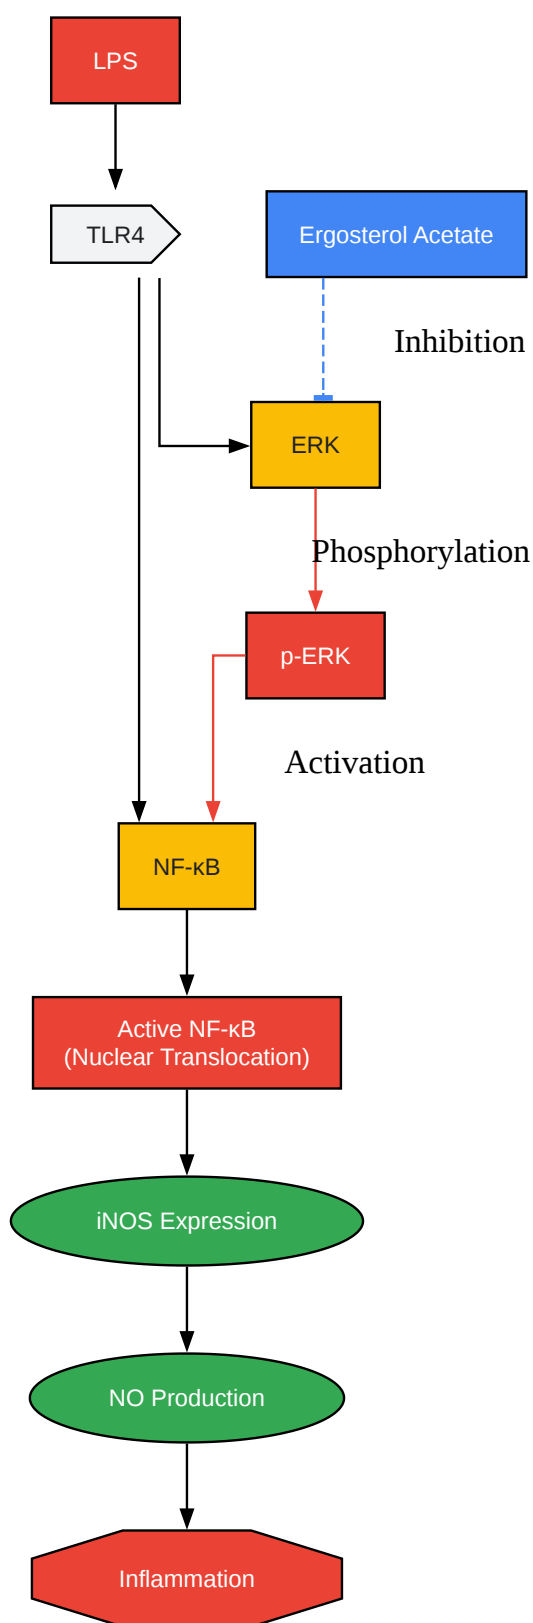 LPS
TLR4
Ergosterol Acetate
Inhibition
ERK
Phosphorylation
p-ERK
Activation
NF-κB
Active NF-κB
(Nuclear Translocation)
iNOS Expression
NO Production
Inflammation